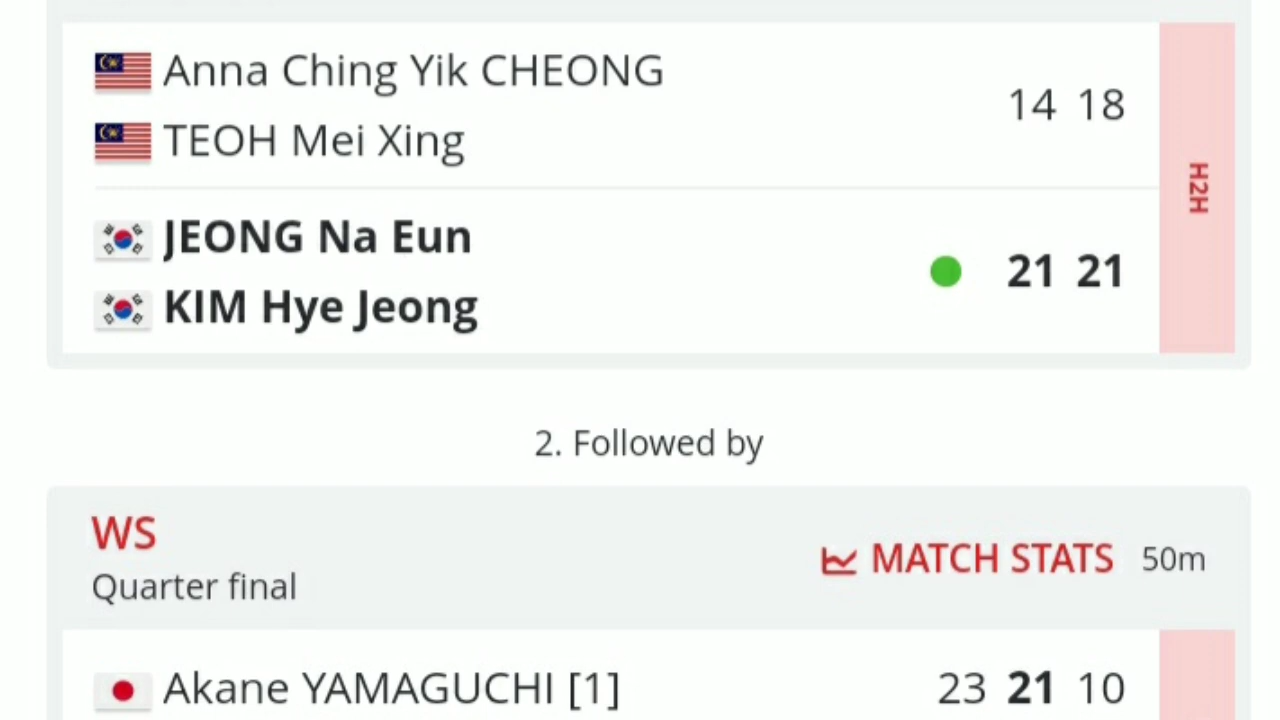 Anna Ching Yik CHEONG
TEOH Mei Xing
14 18
H2H
JEONG Na Eun
KIM Hye Jeong
21 21
2. Followed by
WS
Quarter final
MATCH STATS 50m
Akane YAMAGUCHI [1] 23 21 10